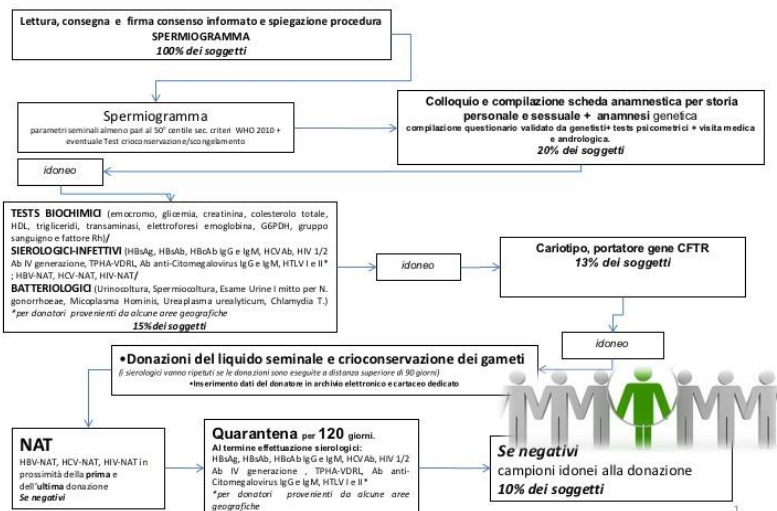 Lettura, consegna e firma consenso informato e spiegazione procedura
SPERMIOGRAMMA
100% dei soggetti
Spermiogramma
parametri seminali almeno pari al 50° centile sec. criteri WHO 2010 +
eventuale Test crioconservazione/scongelamento
Colloquio e compilazione scheda anamnestica per storia
personale e sessuale + anamnesi genetica
compilazione questionario validato da genetisti+ tests psicometrici + visita medica
e andrologica.
20% dei soggetti
idoneo
TESTS BIOCHIMICI (emocromo, glicemia, creatinina, colesterolo totale,
HDL, trigliceridi, transaminasi, elettroforesi emoglobina, G6PDH, gruppo
sanguigno e fattore Rh)/
SIEROLOGICI-INFETTIVI (HBsAg, HBsAb, HBcAb IgG e IgM, HCVAb, HIV 1/2
Ab IV generazione, TPHA-VDRL, Ab anti-Citomegalovirus IgG e IgM, HTLV I e II*
; HBV-NAT, HCV-NAT, HIV-NAT/
BATTERIOLOGICI (Urinocoltura, Spermiocoltura, Esame Urine I mitto per N.
gonorrhoeae, Micoplasma Hominis, Ureaplasma urealyticum, Chlamydia T.)
*per donatori provenienti da alcune aree geografiche
15%dei soggetti
idoneo
Cariotipo, portatore gene CFTR
13% dei soggetti
idoneo
•Donazioni del liquido seminale e crioconservazione dei gameti
(i sierologici vanno ripetuti se le donazioni sono eseguite a distanza superiore di 90 giorni)
•Inserimento dati del donatore in archivio elettronico e cartaceo dedicato
NAT
HBV-NAT, HCV-NAT, HIV-NAT in
prossimità della prima e
dell'ultima donazione
Se negativi
Quarantena per 120 giorni.
Al termine effettuazione sierologici:
HBsAg, HBsAb, HBcAb IgG e IgM, HCVAb, HIV 1/2
Ab IV generazione , TPHA-VDRL, Ab anti-
Citomegalovirus IgG e IgM, HTLV I e II*
*per donatori provenienti da alcune aree
geografiche
Se negativi
campioni idonei alla donazione
10% dei soggetti
1